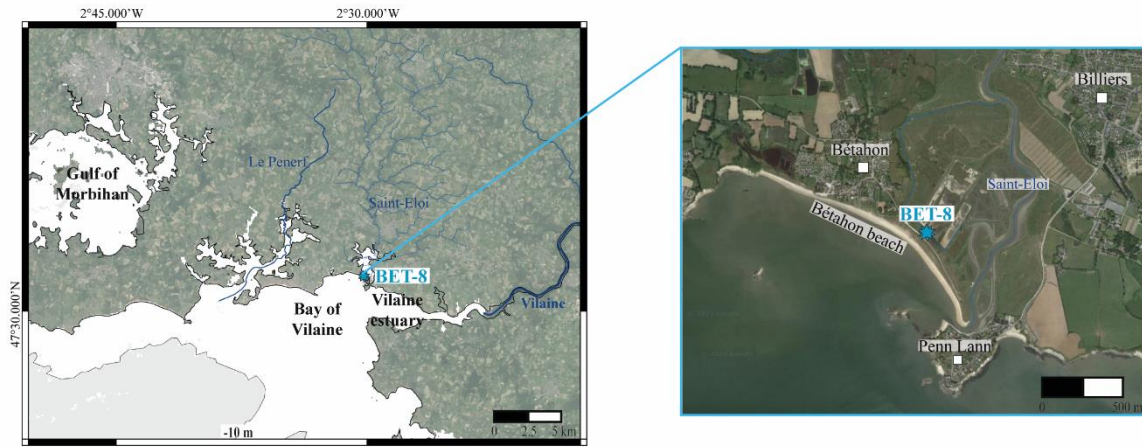 2°45.000’W
2°30.000’W
47°30.000’N
Gulf of
Morbihan
Le Penerf
Saint-Eloi
BET-8
Bay of
Vilaine
Vilaine
estuary
Vilaine
-10 m
0 2.5 5 km
Billiers
Bétahon
Saint-Eloi
BET-8
Bétahon beach
Penn Lann
0 500 m